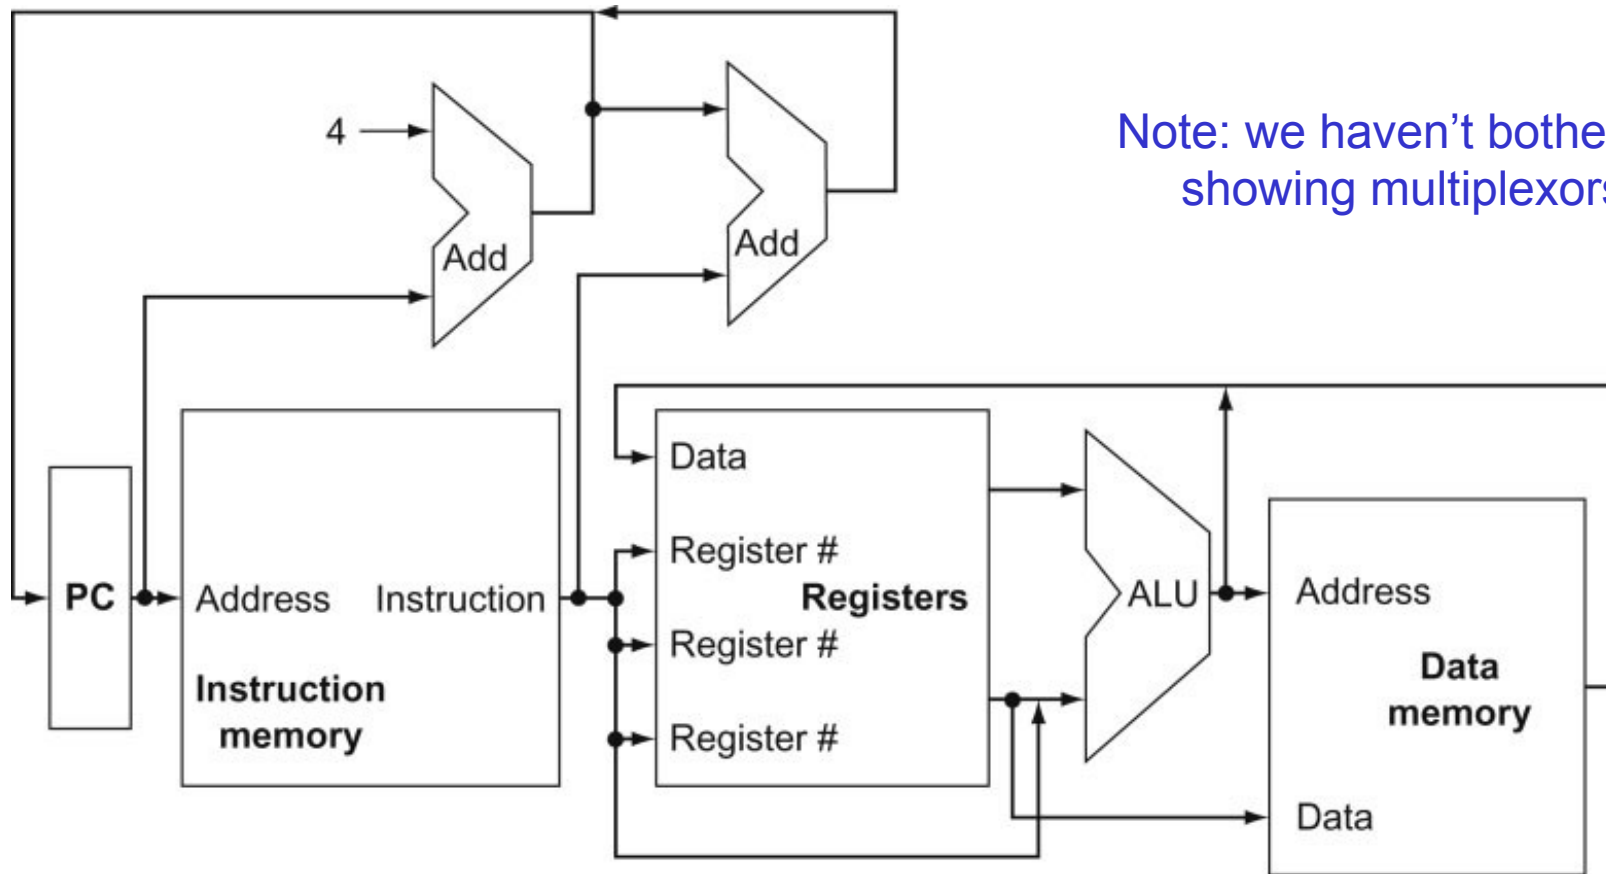 Note: we haven't bothe
showing multiplexors
4
Add
Add
Data
Register #
Register #
Register #
Registers
PC
Address
Instruction
Instruction
memory
ALU
Address
Data
memory
Data